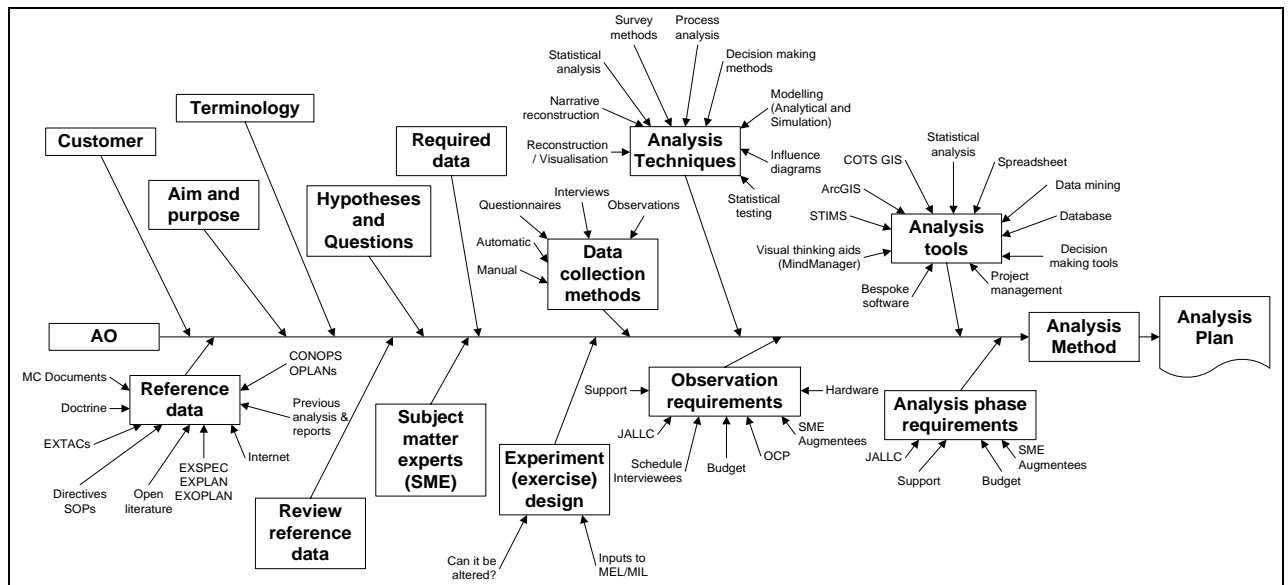 Survey
methods
Process
analysis
Statistical
analysis
Decision making
methods
Narrative
reconstruction
Modelling
(Analytical and
Simulation)
Reconstruction
/ Visualisation
Analysis
Techniques
Influence
diagrams
Statistical
testing
Customer
Terminology
Aim and
purpose
Hypotheses
and
Questions
Required
data
Questionnaires
Interviews
Observations
Automatic
Manual
Data
collection
methods
Statistical
analysis
COTS GIS
Spreadsheet
ArcGIS
Data mining
STIMS
Database
Analysis
tools
Visual thinking aids
(MindManager)
Decision
making tools
Bespoke
software
Project
management
AO
Analysis
Method
Analysis
Plan
MC Documents
CONOPS
OPLANs
Reference
data
Doctrine
Previous
analysis &
reports
EXTACs
Internet
Directives
SOPs
Open
literature
EXSPEC
EXPLAN
EXOPLAN
Review
reference
data
Subject
matter
experts
(SME)
Experiment
(exercise)
design
Can it be
altered?
Inputs to
MEL/MIL
Support
Observation
requirements
Hardware
JALLC
Schedule
Interviewees
Budget
OCP
SME
Augmentees
Analysis phase
requirements
JALLC
Support
Budget
SME
Augmentees